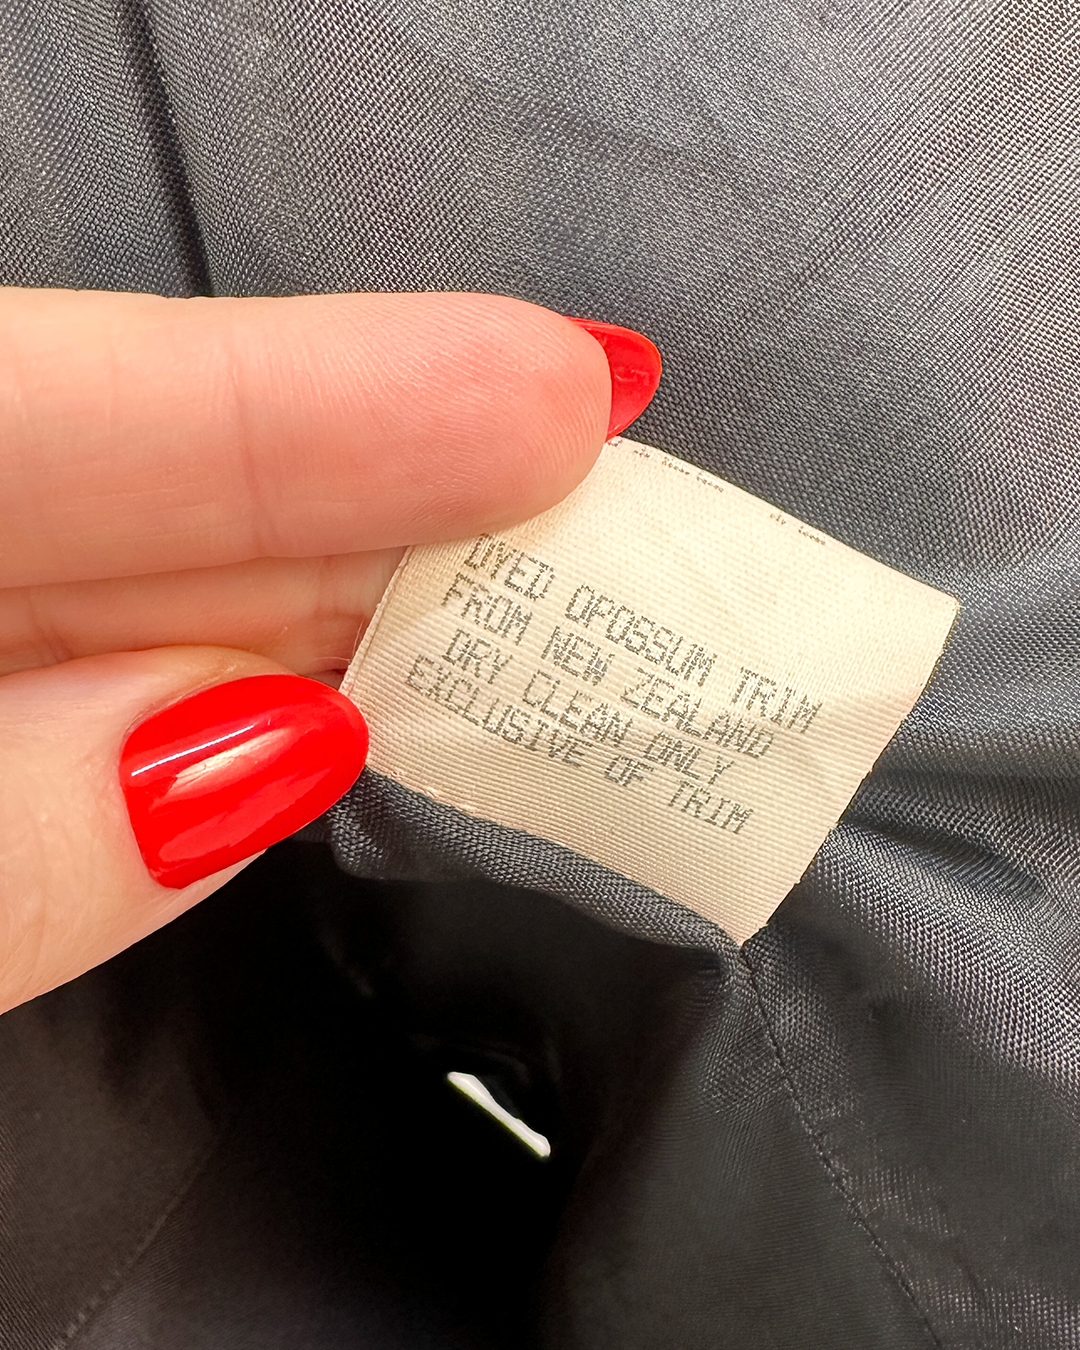 DYED OPOSSUM TRIM
FROM NEW ZEALAND
DRY CLEAN ONLY
EXCLUSIVE OF TRIM